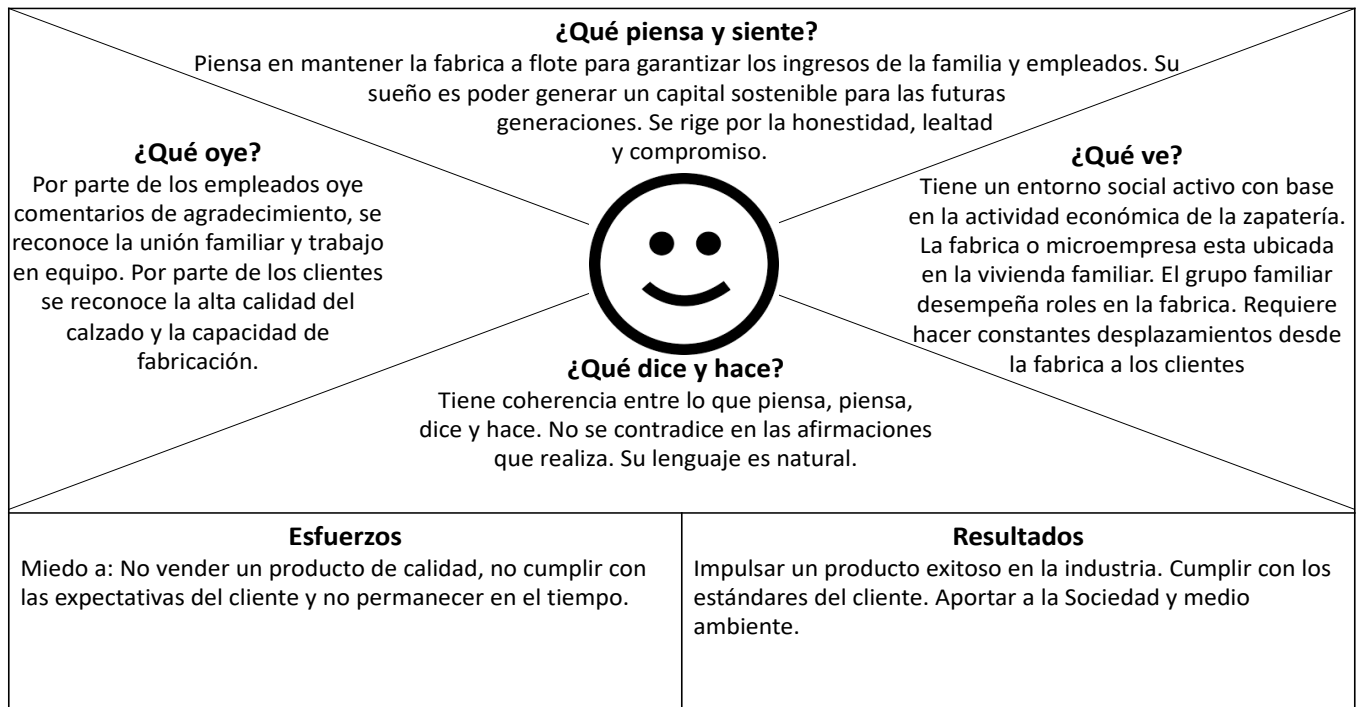 ¿Qué piensa y siente?
Piensa en mantener la fabrica a flote para garantizar los ingresos de la familia y empleados. Su
sueño es poder generar un capital sostenible para las futuras
generaciones. Se rige por la honestidad, lealtad
y compromiso.
¿Qué oye?
Por parte de los empleados oye
comentarios de agradecimiento, se
reconoce la unión familiar y trabajo
en equipo. Por parte de los clientes
se reconoce la alta calidad del
calzado y la capacidad de
fabricación.
¿Qué ve?
Tiene un entorno social activo con base
en la actividad económica de la zapatería.
La fabrica o microempresa esta ubicada
en la vivienda familiar. El grupo familiar
desempeña roles en la fabrica. Requiere
hacer constantes desplazamientos desde
la fabrica a los clientes
¿Qué dice y hace?
Tiene coherencia entre lo que piensa, piensa,
dice y hace. No se contradice en las afirmaciones
que realiza. Su lenguaje es natural.
Esfuerzos
Miedo a: No vender un producto de calidad, no cumplir con
las expectativas del cliente y no permanecer en el tiempo.
Resultados
Impulsar un producto exitoso en la industria. Cumplir con los
estándares del cliente. Aportar a la Sociedad y medio
ambiente.